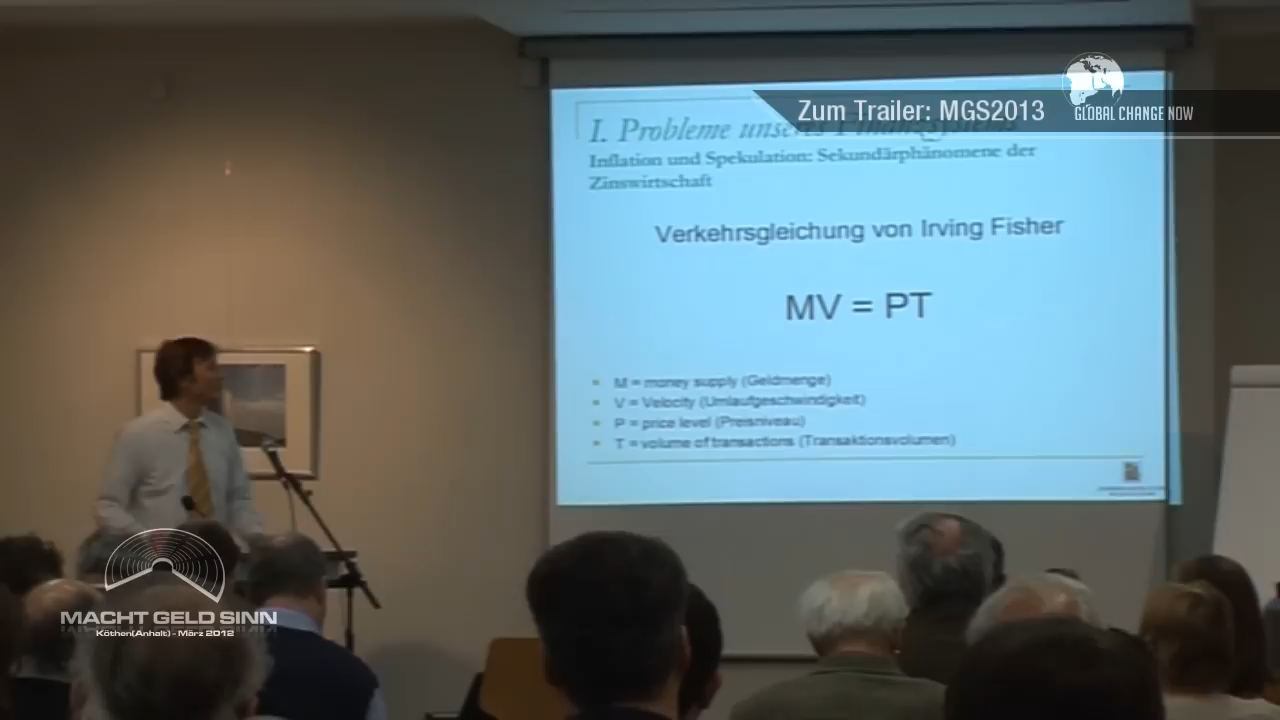 Zum Trailer: MGS2013
GLOBAL CHANGE NOW
I. Probleme unseres Finanzsystems
Inflation und Spekulation: Sekundärphänomene der
Zinswirtschaft
Verkehrsgleichung von Irving Fisher
MV = PT
M = money supply (Geldmenge)
V = Velocity (Umlaufgeschwindigkeit)
P = price level (Preisniveau)
T = volume of transactions (Transaktionsvolumen)
MACHT GELD SINN
Köthen(Anhalt) - März 2012